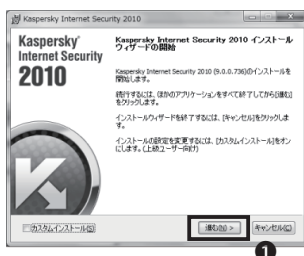 Kaspersky Internet Security 2010
Kaspersky
Internet Security
2010
Kaspersky Internet Security 2010 インストール
ウィザードの開始
Kaspersky Internet Security 2010 (9.0.0.736)のインストールを
開始します。
続行するには、ほかのアプリケーションをすべて終了してから[進む]
をクリックします。
インストールウィザードを終了するには、[キャンセル]をクリックしま
す。
インストールの設定を変更するには、[カスタムインストール]をオン
にします。(上級ユーザー向け)
カスタムインストール(S)
進む(N) >
キャンセル(C)
1